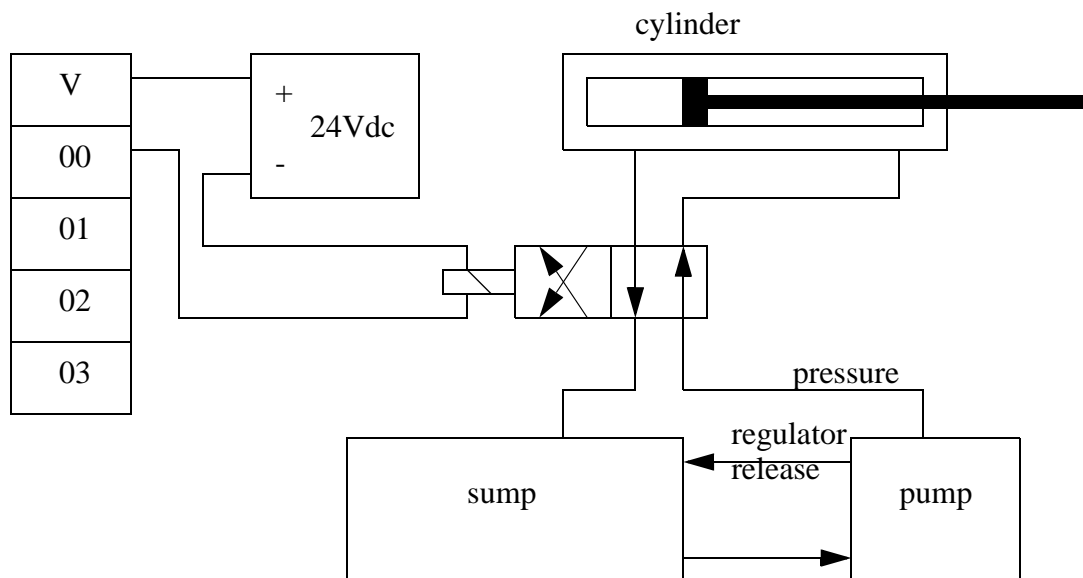 cylinder
V
+
24Vdc
-
00
01
02
03
pressure
regulator
release
sump
pump